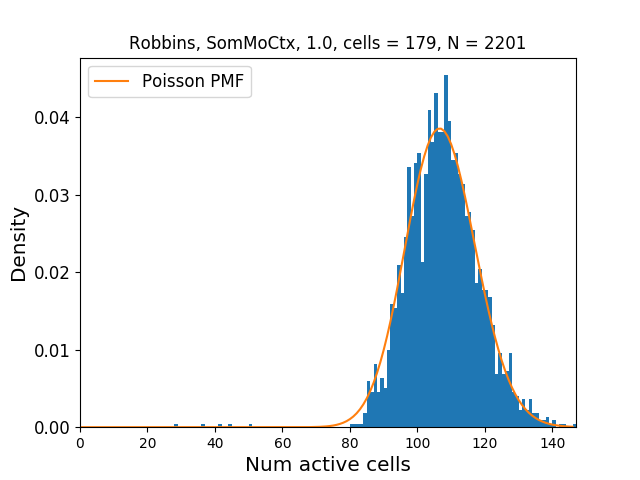 Robbins, SomMoCtx, 1.0, cells = 179, N = 2201
Poisson PMF
Density
0.04
0.03
0.02
0.01
0.00
0 20 40 60 80 100 120 140
Num active cells